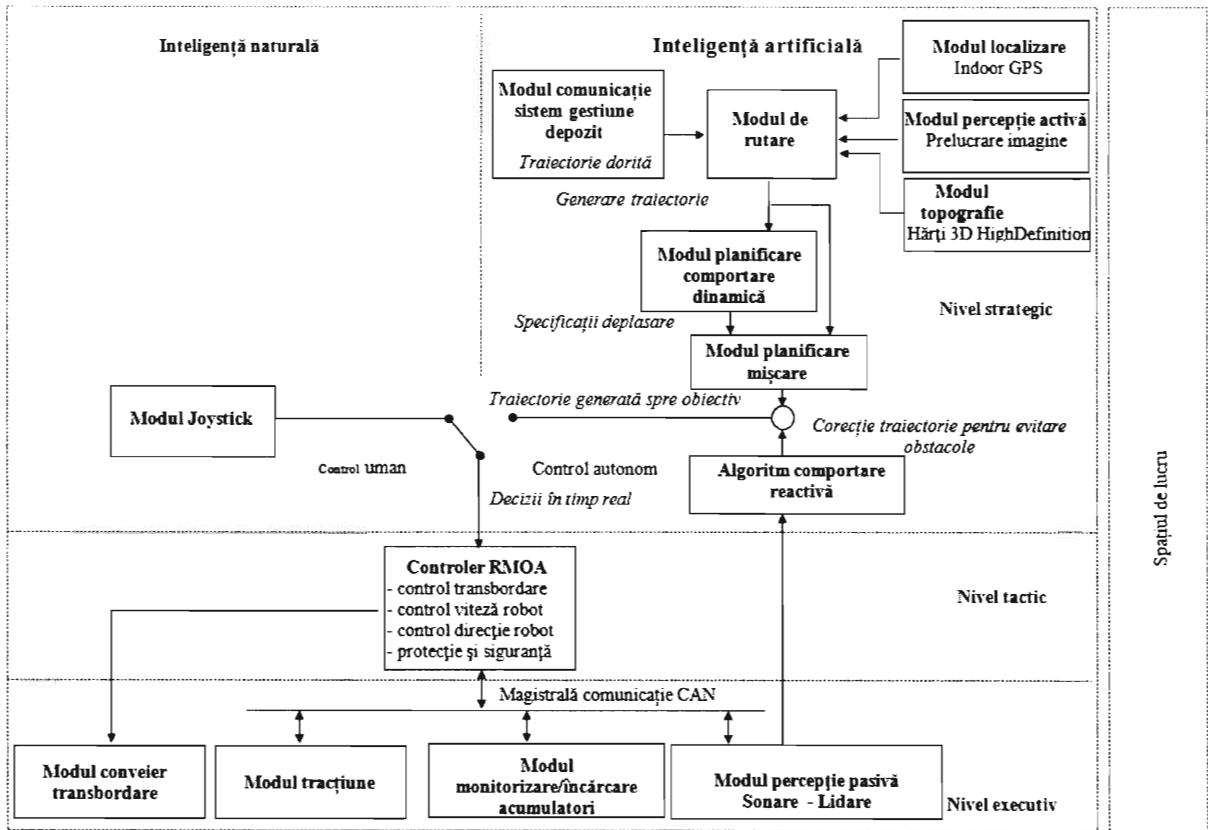 Inteligență naturală
Inteligență artificială
Modul localizare
Indoor GPS
Modul comunicație
sistem gestiune
depozit
Traiectorie dorită
Modul de
rutare
Modul percepție activă
Prelucrare imagine
Modul
topografie
Hărți 3D HighDefinition
Generare traiectorie
Modul planificare
comportare
dinamică
Nivel strategic
Specificații deplasare
Modul planificare
mișcare
Modul Joystick
Traiectorie generată spre obiectiv
Corecție traiectorie pentru evitare
obstacole
Control uman
Control autonom
Algoritm comportare
reactivă
Decizii în timp real
Spațiul de lucru
Controler RMOA
- control transbordare
- control viteză robot
- control direcţie robot
- protecţie şi siguranţă
Nivel tactic
Magistrală comunicație CAN
Modul conveier
transbordare
Modul tracțiune
Modul
monitorizare/încărcare
acumulatori
Modul percepție pasivă
Sonare - Lidare
Nivel executiv